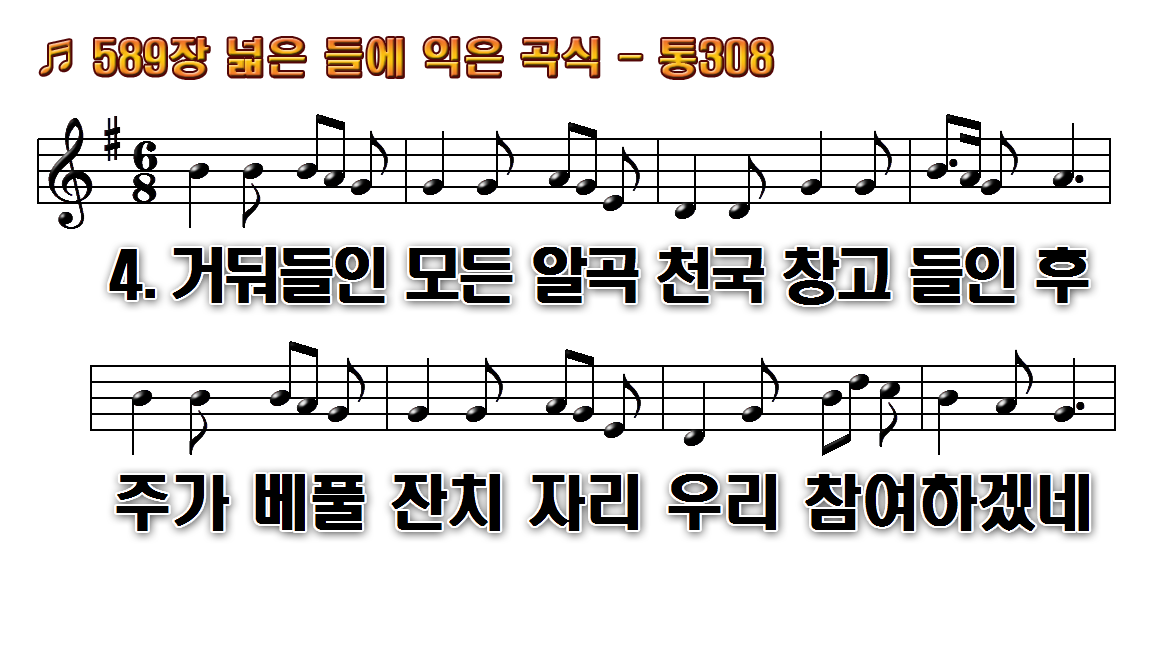 ♬ 589장 넓은 들에 익은 곡식 - 통308
6
8
4. 거둬들인 모든 알곡 천국 창고 들인 후
주가 베풀 잔치 자리 우리 참여하겠네